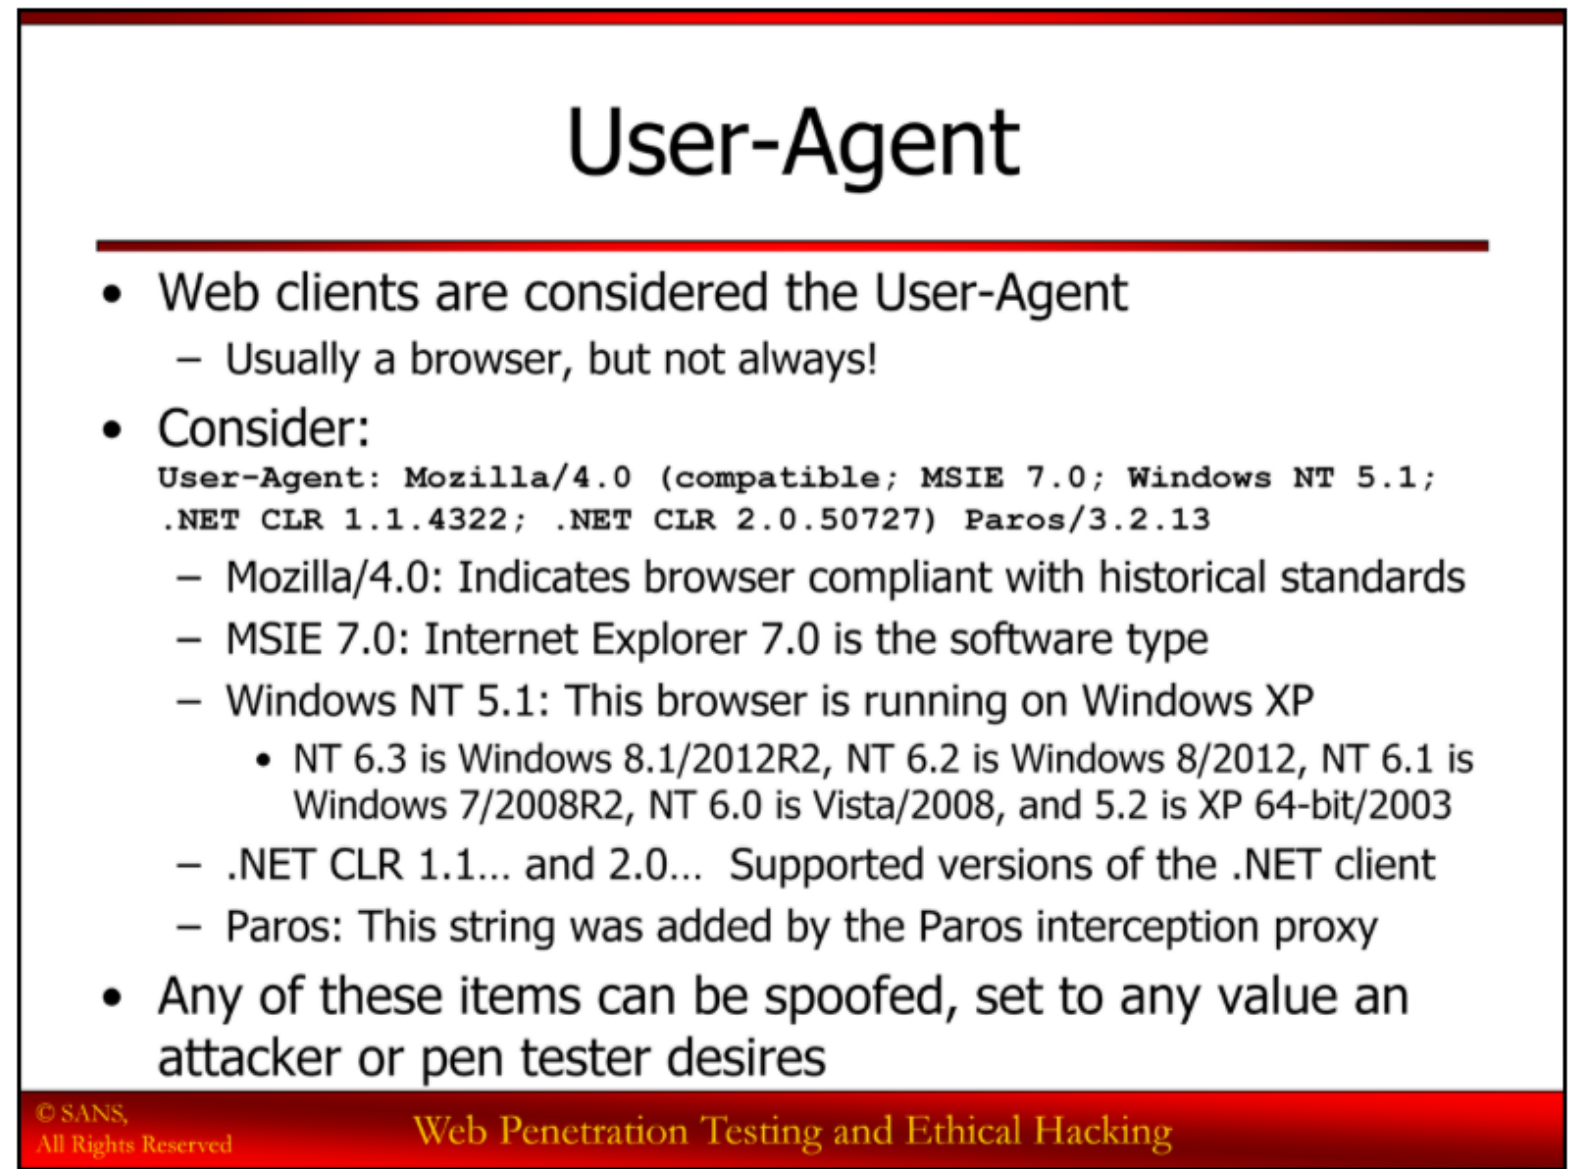 User-Agent
• Web clients are considered the User-Agent
– Usually a browser, but not always!
• Consider:
User-Agent: Mozilla/4.0 (compatible; MSIE 7.0; Windows NT 5.1;
.NET CLR 1.1.4322; .NET CLR 2.0.50727) Paros/3.2.13
– Mozilla/4.0: Indicates browser compliant with historical standards
– MSIE 7.0: Internet Explorer 7.0 is the software type
– Windows NT 5.1: This browser is running on Windows XP
• NT 6.3 is Windows 8.1/2012R2, NT 6.2 is Windows 8/2012, NT 6.1 is
Windows 7/2008R2, NT 6.0 is Vista/2008, and 5.2 is XP 64-bit/2003
– .NET CLR 1.1… and 2.0… Supported versions of the .NET client
– Paros: This string was added by the Paros interception proxy
• Any of these items can be spoofed, set to any value an
attacker or pen tester desires
© SANS,
All Rights Reserved
Web Penetration Testing and Ethical Hacking